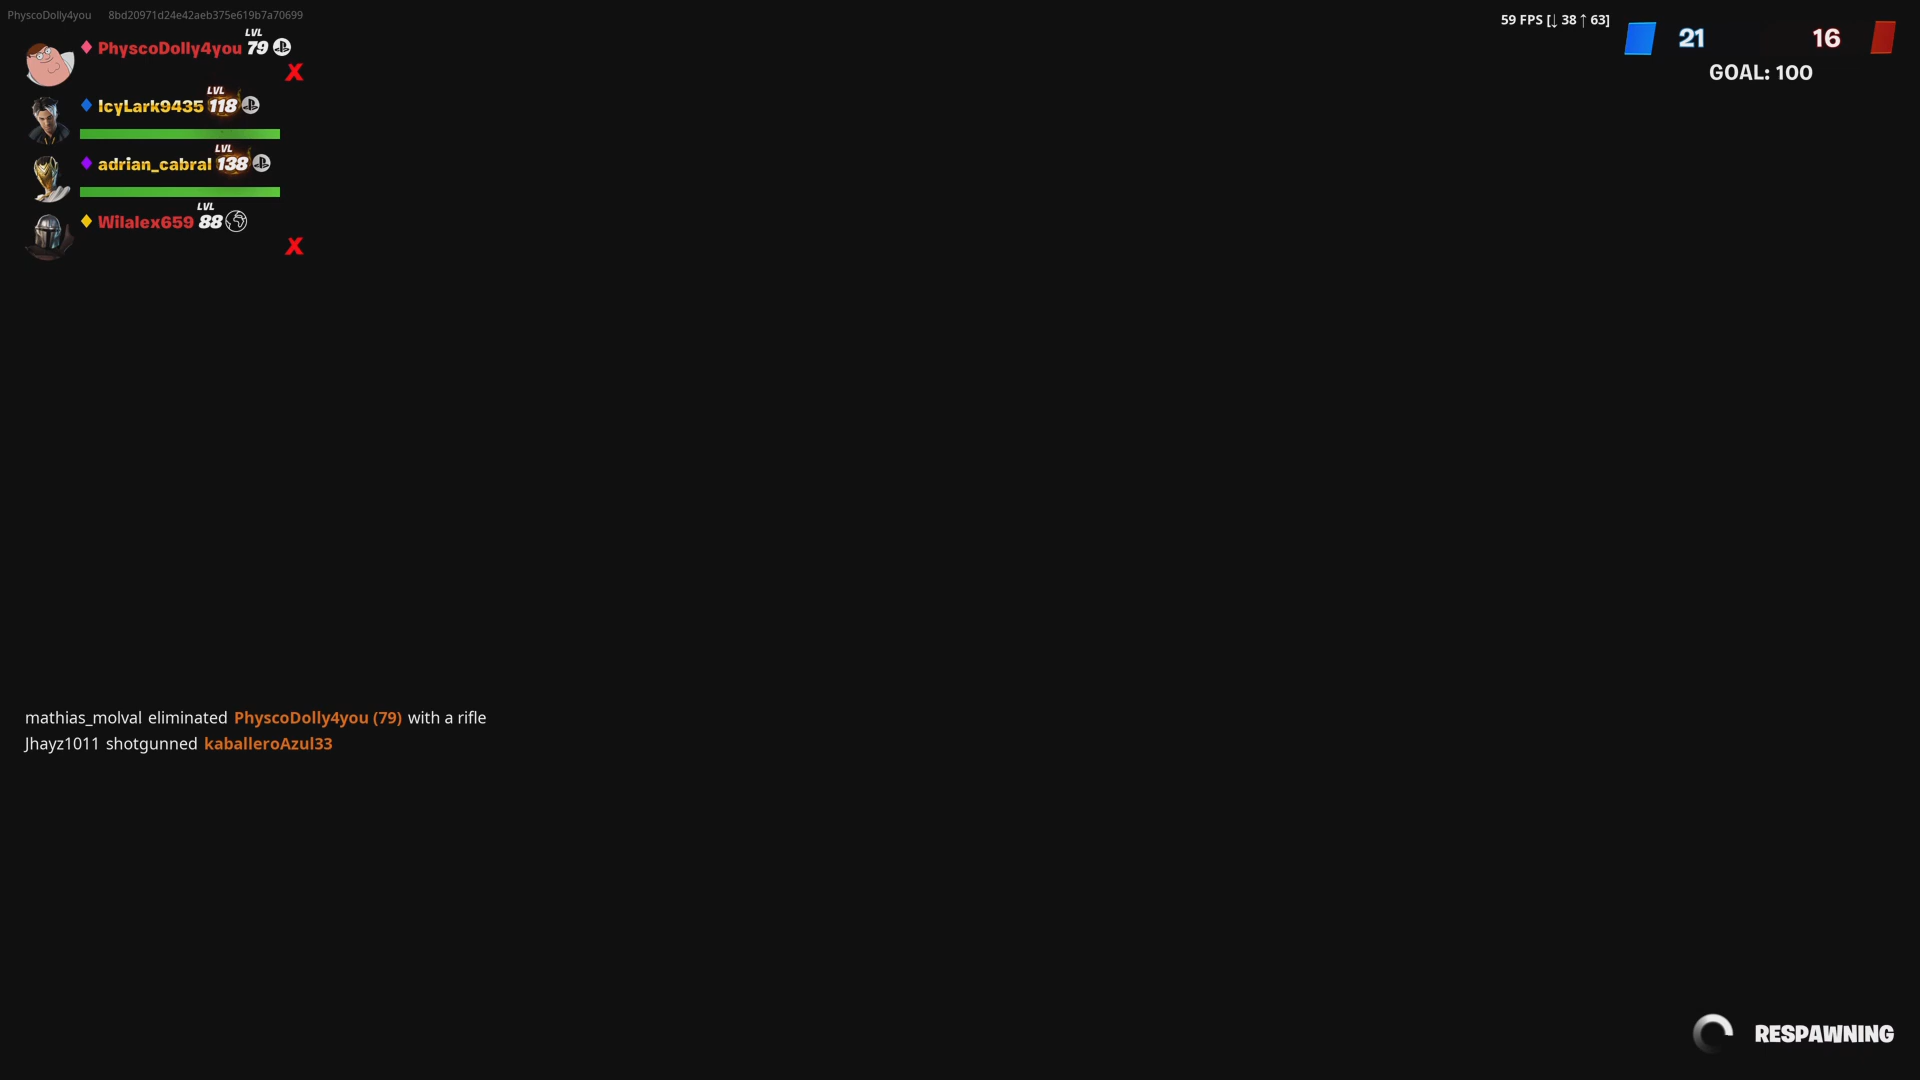 PhyscoDolly4you 8bd20971d24e42aeb375e619b7a70699
59 FPS [↓ 38 ↑ 63]
21 16
GOAL: 100
LVL
PhyscoDolly4you 79
X
LVL
IcyLark9435 118
LVL
adrian_cabral 138
LVL
Wilalex659 88
X
mathias_molval eliminated PhyscoDolly4you (79) with a rifle
Jhayz1011 shotgunned kaballeroAzul33
RESPAWNING